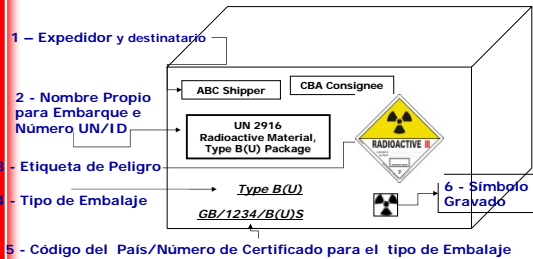 1 – Expedidor y destinatario
ABC Shipper
CBA Consignee
2 - Nombre Propio
para Embarque e
Número UN/ID
UN 2916
Radioactive Material,
Type B(U) Package
RADIOACTIVE III
7
3 - Etiqueta de Peligro
4 - Tipo de Embalaje
Type B(U)
GB/1234/B(U)S
6 - Símbolo
Gravado
5 - Código del País/Número de Certificado para el tipo de Embalaje